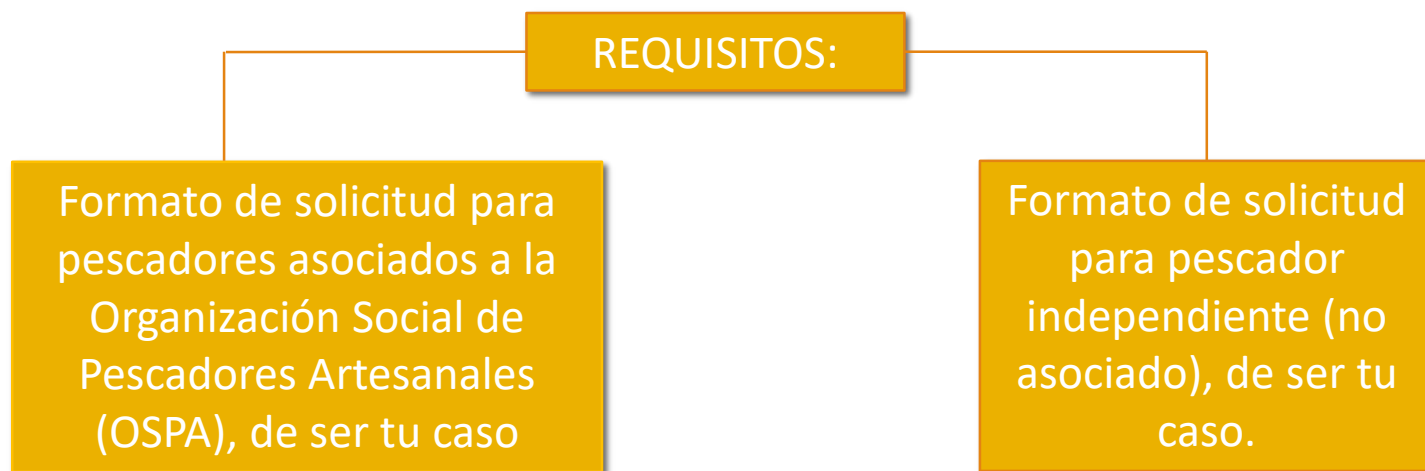 REQUISITOS:
Formato de solicitud para
pescadores asociados a la
Organización Social de
Pescadores Artesanales
(OSPA), de ser tu caso
Formato de solicitud
para pescador
independiente (no
asociado), de ser tu
caso.